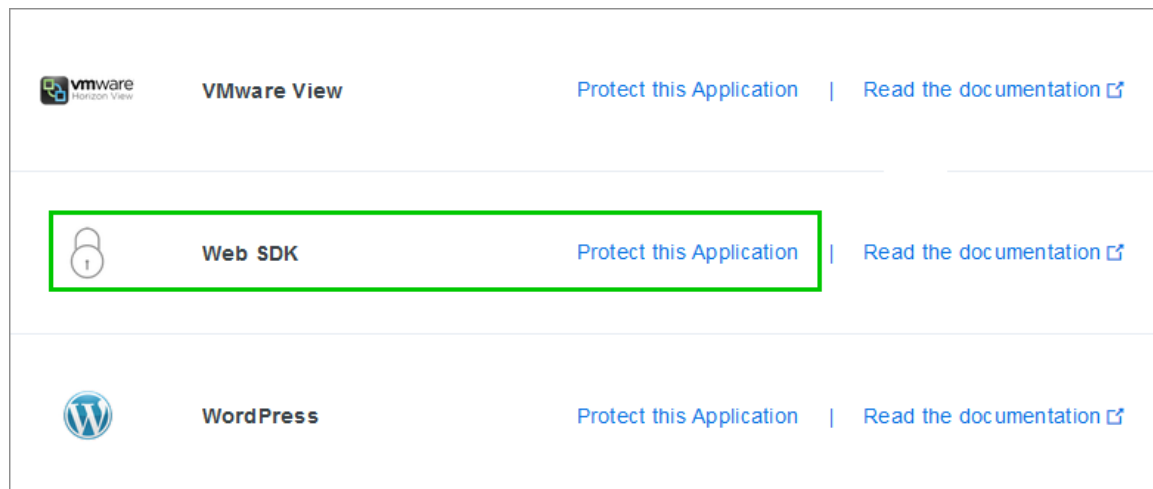 vmware
Horizon View
VMware View Protect this Application | Read the documentation
Web SDK Protect this Application | Read the documentation
WordPress Protect this Application | Read the documentation